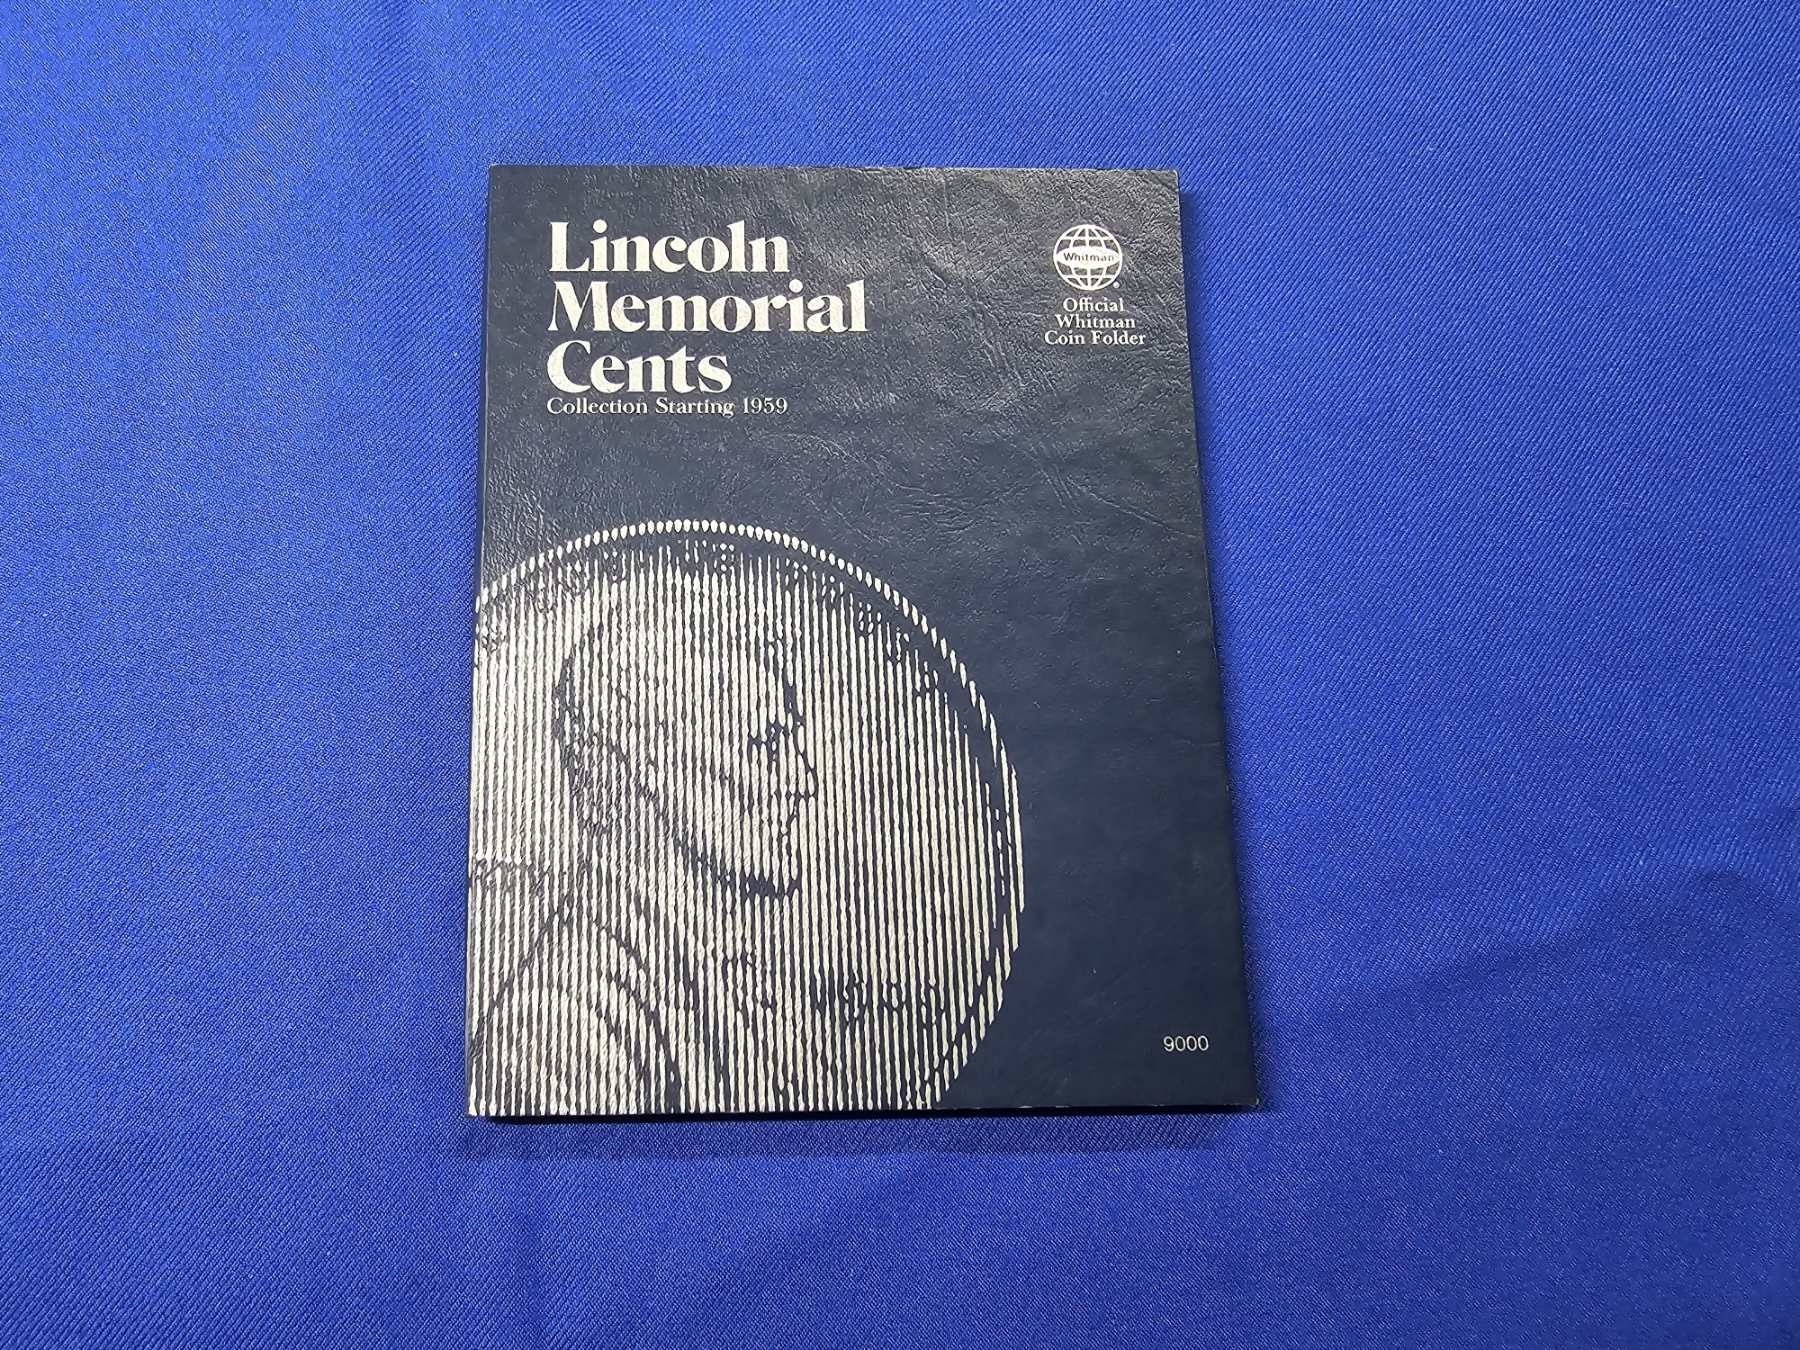 Lincoln
Memorial
Cents
Collection Starting 1959
Whitman
®
Official
Whitman
Coin Folder
9000